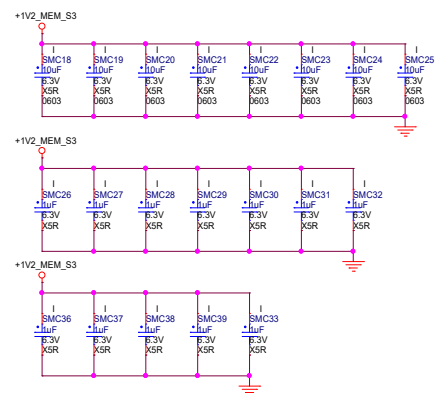 +1V2_MEM_S3
I I I I I I I I
SMC18 SMC19 SMC20 SMC21 SMC22 SMC23 SMC24 SMC25
10uF 10uF 10uF 10uF 10uF 10uF 10uF 10uF
6.3V 6.3V 6.3V 6.3V 6.3V 6.3V 6.3V 6.3V
X5R X5R X5R X5R X5R X5R X5R X5R
0603 0603 0603 0603 0603 0603 0603 0603
+1V2_MEM_S3
I I I I I I I
SMC26 SMC27 SMC28 SMC29 SMC30 SMC31 SMC32
1uF 1uF 1uF 1uF 1uF 1uF 1uF
6.3V 6.3V 6.3V 6.3V 6.3V 6.3V 6.3V
X5R X5R X5R X5R X5R X5R X5R
+1V2_MEM_S3
I I I I I
SMC36 SMC37 SMC38 SMC39 SMC33
1uF 1uF 1uF 1uF 1uF
6.3V 6.3V 6.3V 6.3V 6.3V
X5R X5R X5R X5R X5R